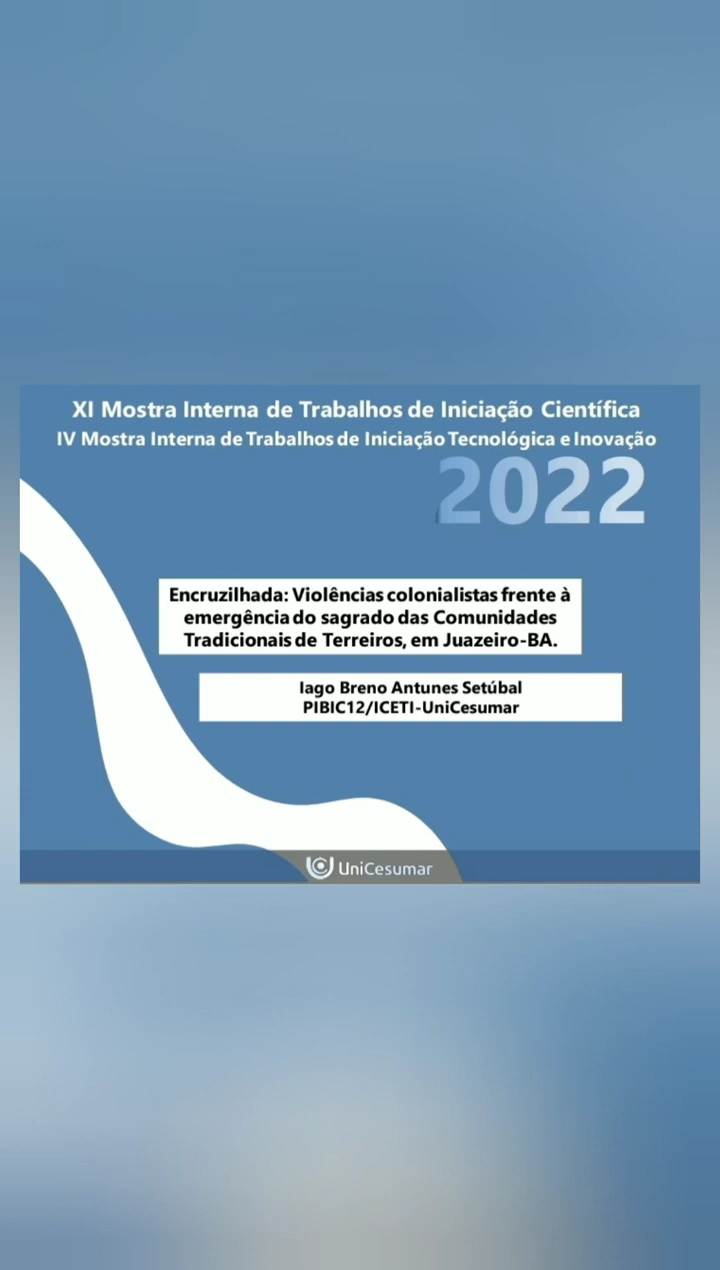 XI Mostra Interna de Trabalhos de Iniciação Científica
IV Mostra Interna de Trabalhos de Iniciação Tecnológica e Inovação
2022
Encruzilhada: Violências colonialistas frente à
emergência do sagrado das Comunidades
Tradicionais de Terreiros, em Juazeiro-BA.
Iago Breno Antunes Setúbal
PIBIC12/ICETI-UniCesumar
UniCesumar